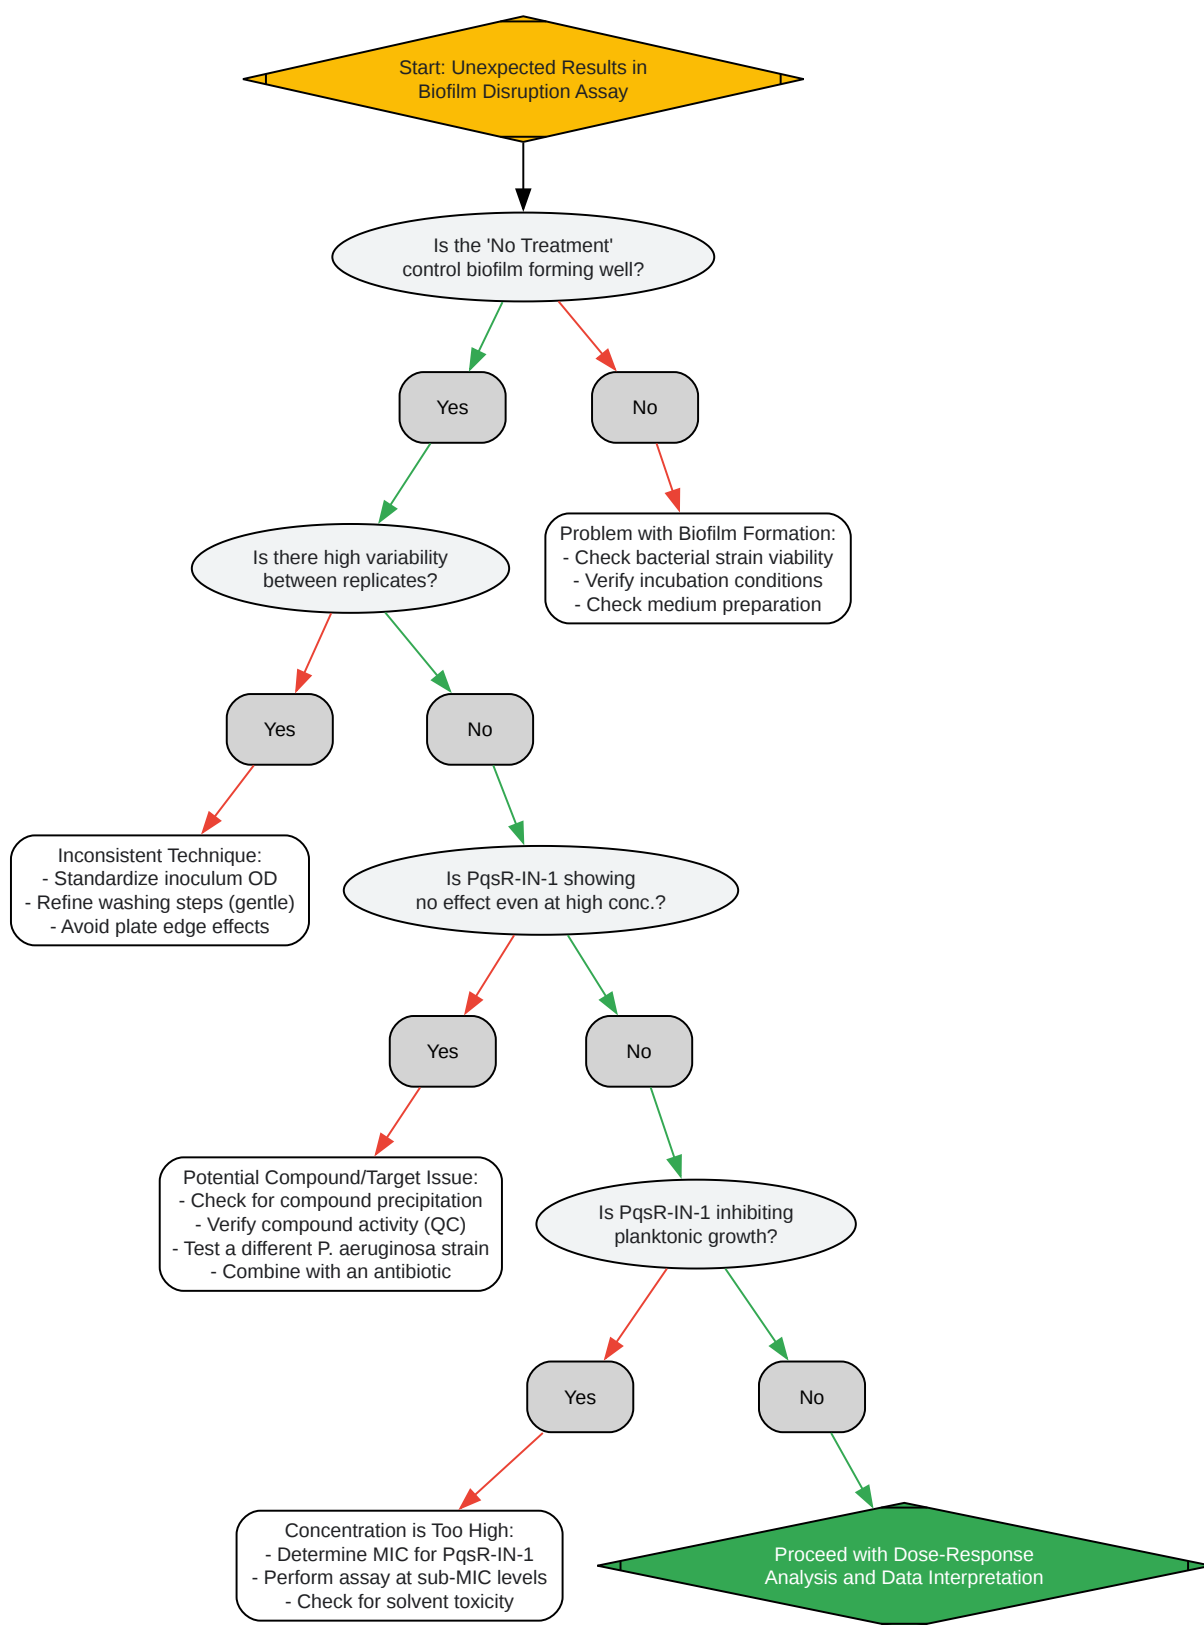 Start: Unexpected Results in
Biofilm Disruption Assay
Is the 'No Treatment'
control biofilm forming well?
Yes
No
Problem with Biofilm Formation:
- Check bacterial strain viability
- Verify incubation conditions
- Check medium preparation
Is there high variability
between replicates?
Yes
No
Inconsistent Technique:
- Standardize inoculum OD
- Refine washing steps (gentle)
- Avoid plate edge effects
Is PqsR-IN-1 showing
no effect even at high conc.?
Yes
No
Potential Compound/Target Issue:
- Check for compound precipitation
- Verify compound activity (QC)
- Test a different P. aeruginosa strain
- Combine with an antibiotic
Is PqsR-IN-1 inhibiting
planktonic growth?
Yes
No
Concentration is Too High:
- Determine MIC for PqsR-IN-1
- Perform assay at sub-MIC levels
- Check for solvent toxicity
Proceed with Dose-Response
Analysis and Data Interpretation